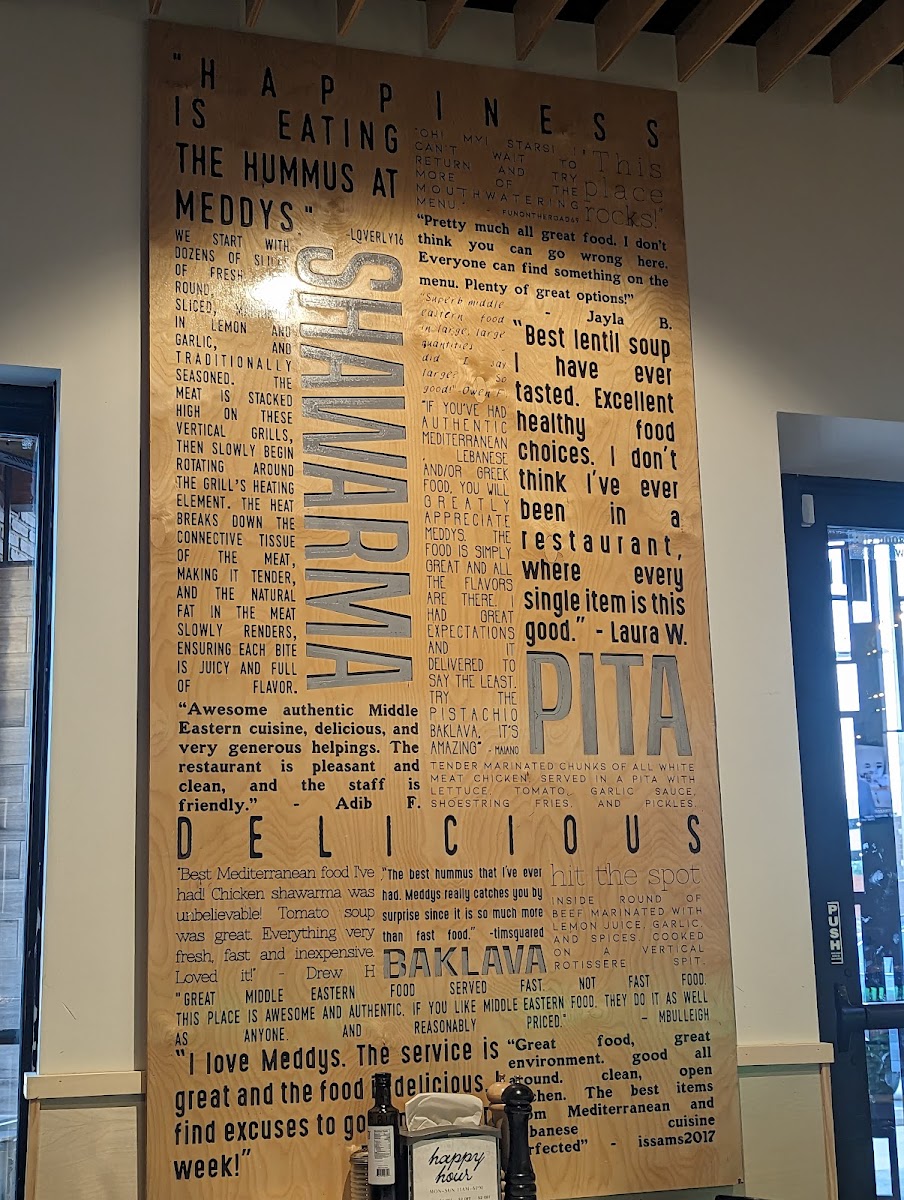 "HAPPINESS
IS EATING
THE HUMMUS AT
MEDDYS."
-LOVERLY16
"OH! MY! STARS! I
CAN'T WAIT TO
RETURN AND TRY
MORE OF THE
MOUTHWATERING
MENU."
- FUNONTHEROAD69
"This
place
rocks!"
"Pretty much all great food. I don't
think you can go wrong here.
Everyone can find something on the
menu. Plenty of great options!"
- Jayla B.
WE START WITH
DOZENS OF
OF FRESH
ROUND,
SLICED,
IN LEMON AND
GARLIC, AND
TRADITIONALLY
SEASONED. THE
MEAT IS STACKED
HIGH ON THESE
VERTICAL GRILLS,
THEN SLOWLY BEGIN
ROTATING AROUND
THE GRILL'S HEATING
ELEMENT. THE HEAT
BREAKS DOWN THE
CONNECTIVE TISSUE
OF THE MEAT,
MAKING IT TENDER,
AND THE NATURAL
FAT IN THE MEAT
SLOWLY RENDERS,
ENSURING EACH BITE
IS JUICY AND FULL
OF FLAVOR.
SHAWARMA
"Superb middle
eastern food
in large, large
quantities
did I say
large? So
good!" -Owen F
"IF YOU'VE HAD
AUTHENTIC
MEDITERRANEAN
, LEBANESE
AND/OR GREEK
FOOD, YOU WILL
GREATLY
APPRECIATE
MEDDYS. THE
FOOD IS SIMPLY
GREAT AND ALL
THE FLAVORS
ARE THERE. I
HAD GREAT
EXPECTATIONS
AND IT
DELIVERED TO
SAY THE LEAST.
TRY THE
PISTACHIO
BAKLAVA, IT'S
AMAZING" - MAIANO
"Best lentil soup
I have ever
tasted. Excellent
healthy food
choices. I don't
think I've ever
been in a
restaurant,
where every
single item is this
good." - Laura W.
PITA
TENDER MARINATED CHUNKS OF ALL WHITE
MEAT CHICKEN, SERVED IN A PITA WITH
LETTUCE, TOMATO, GARLIC SAUCE,
SHOESTRING FRIES, AND PICKLES.
"Awesome authentic Middle
Eastern cuisine, delicious, and
very generous helpings. The
restaurant is pleasant and
clean, and the staff is
friendly." - Adib F.
DELICIOUS
"Best Mediterranean food I've
had! Chicken shawarma was
unbelievable! Tomato soup
was great. Everything very
fresh, fast and inexpensive.
Loved it!" - Drew H
"The best hummus that I've ever
had. Meddys really catches you by
surprise since it is so much more
than fast food." -timsquared
BAKLAVA
hit the spot
INSIDE ROUND OF
BEEF MARINATED WITH
LEMON JUICE, GARLIC,
AND SPICES. COOKED
ON A VERTICAL
ROTISSERE SPIT.
"GREAT MIDDLE EASTERN FOOD SERVED FAST. NOT FAST FOOD.
THIS PLACE IS AWESOME AND AUTHENTIC. IF YOU LIKE MIDDLE EASTERN FOOD, THEY DO IT AS WELL
AS ANYONE. AND REASONABLY PRICED." - MBULLEIGH
"I love Meddys. The service is
great and the food delicious. I
find excuses to go
week!"
"Great food, great
environment. good all
around. clean, open
kitchen. The best items
from Mediterranean and
Lebanese cuisine
perfected" - issams2017
happy
hour
PUSH